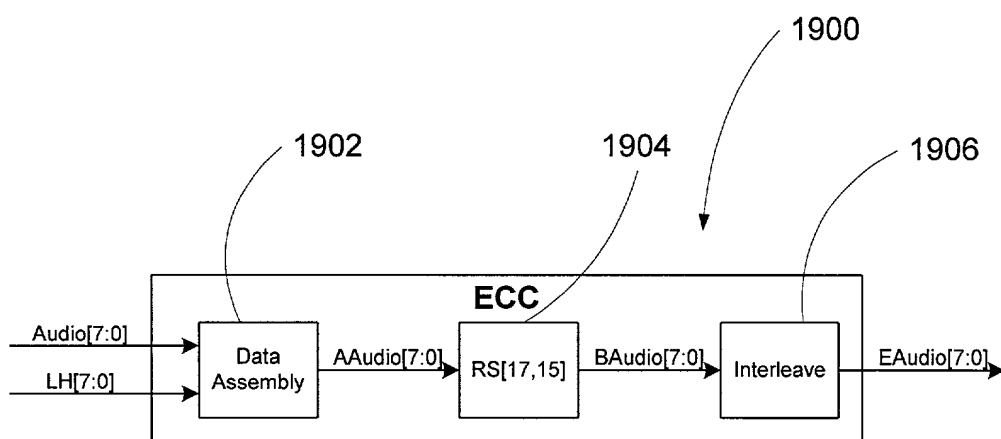 1900
1902
1904
1906
ECC
Audio[7:0]
LH[7:0]
Data
Assembly
AAudio[7:0]
RS[17,15]
BAudio[7:0]
Interleave
EAudio[7:0]